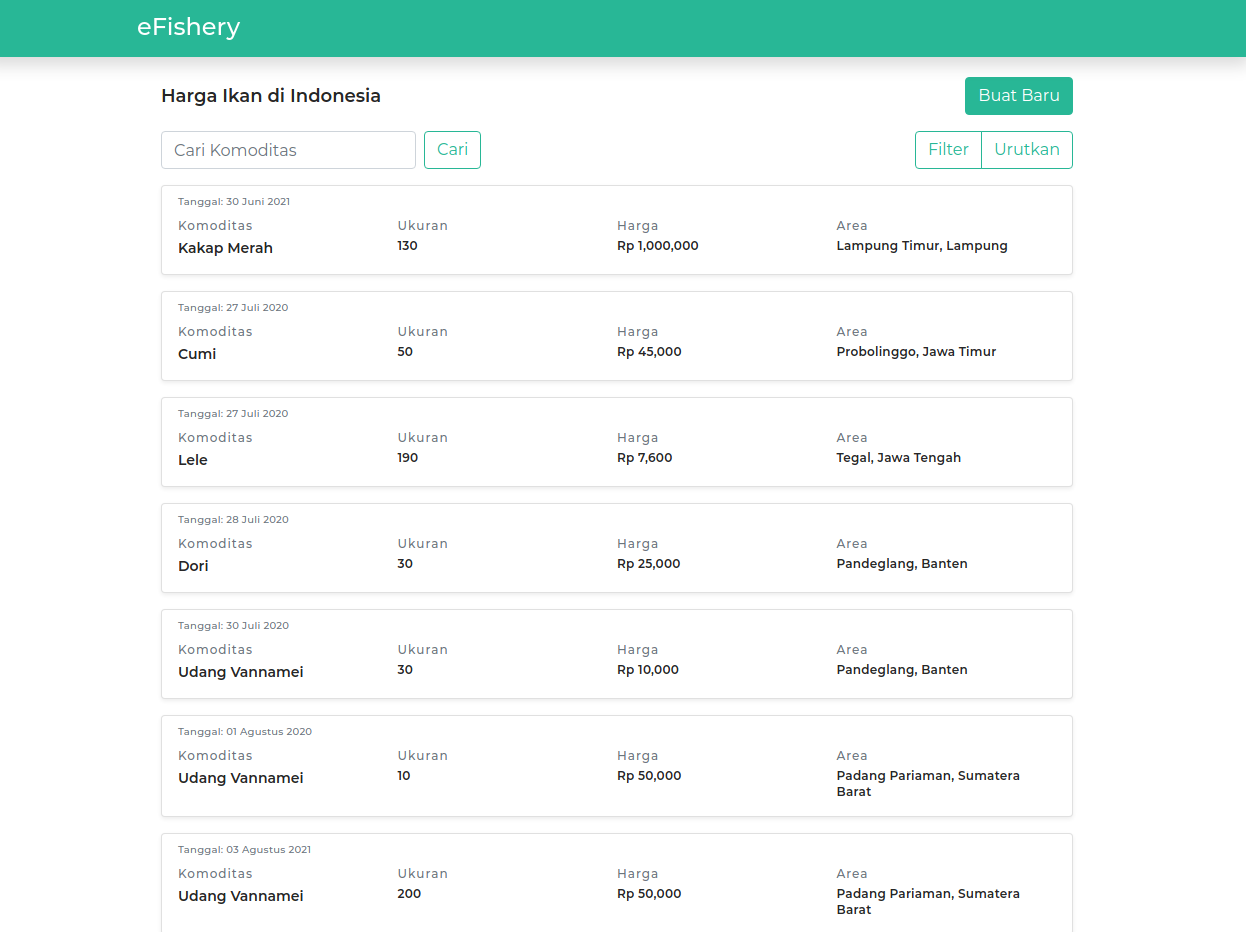 eFishery
Harga Ikan di Indonesia
Buat Baru
Cari Komoditas
Cari
Filter
Urutkan
Tanggal: 30 Juni 2021
Komoditas Ukuran Harga Area
Kakap Merah 130 Rp 1,000,000 Lampung Timur, Lampung
Tanggal: 27 Juli 2020
Komoditas Ukuran Harga Area
Cumi 50 Rp 45,000 Probolinggo, Jawa Timur
Tanggal: 27 Juli 2020
Komoditas Ukuran Harga Area
Lele 190 Rp 7,600 Tegal, Jawa Tengah
Tanggal: 28 Juli 2020
Komoditas Ukuran Harga Area
Dori 30 Rp 25,000 Pandeglang, Banten
Tanggal: 30 Juli 2020
Komoditas Ukuran Harga Area
Udang Vannamei 30 Rp 10,000 Pandeglang, Banten
Tanggal: 01 Agustus 2020
Komoditas Ukuran Harga Area
Udang Vannamei 10 Rp 50,000 Padang Pariaman, Sumatera
Barat
Tanggal: 03 Agustus 2021
Komoditas Ukuran Harga Area
Udang Vannamei 200 Rp 50,000 Padang Pariaman, Sumatera
Barat